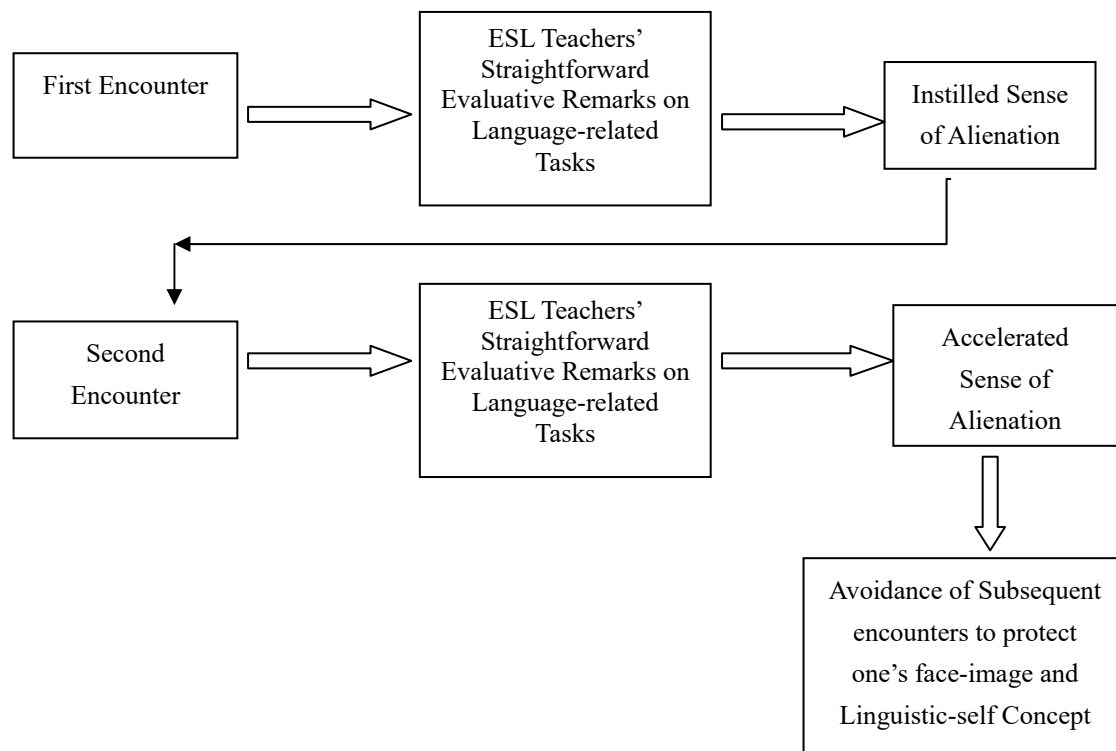 First Encounter
ESL Teachers’
Straightforward
Evaluative Remarks on
Language-related
Tasks
Instilled Sense
of Alienation
Second
Encounter
ESL Teachers’
Straightforward
Evaluative Remarks on
Language-related
Tasks
Accelerated
Sense of
Alienation
Avoidance of Subsequent
encounters to protect
one’s face-image and
Linguistic-self Concept